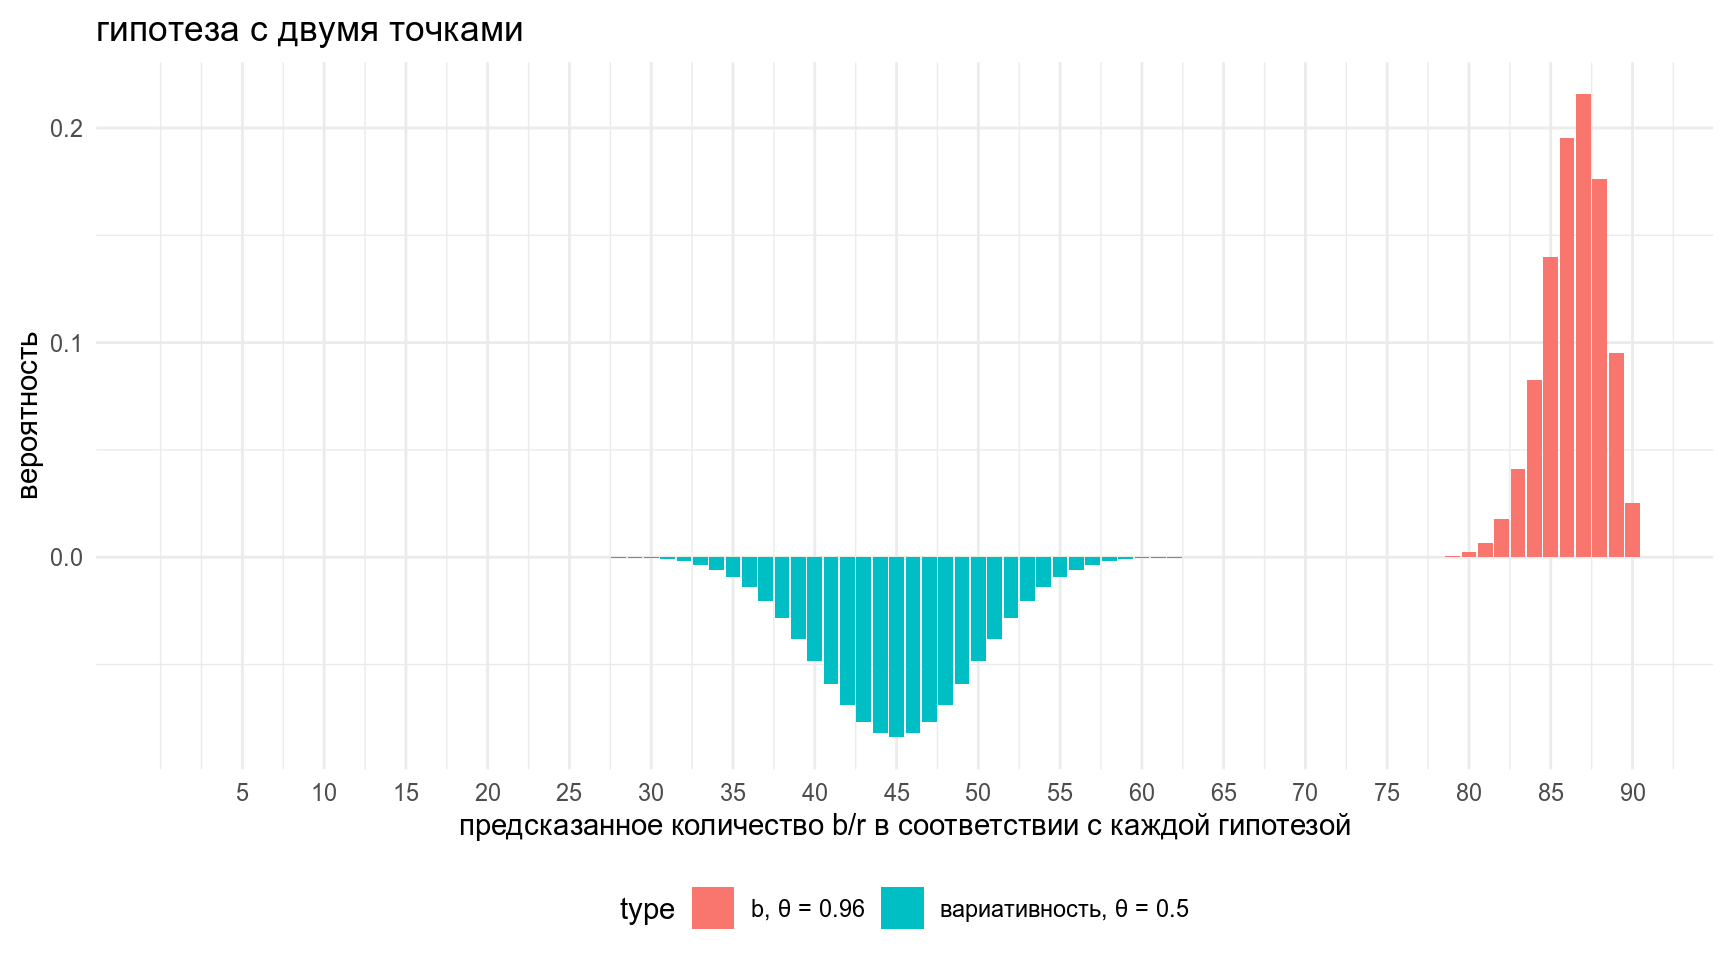 гипотеза с двумя точками
0.2
0.1
0.0
вероятность
5 10 15 20 25 30 35 40 45 50 55 60 65 70 75 80 85 90
предсказанное количество b/r в соответствии с каждой гипотезой
type b, θ = 0.96 вариативность, θ = 0.5